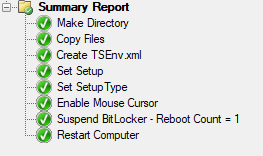 Summary Report
Make Directory
Copy Files
Create TSEnv.xml
Set Setup
Set SetupType
Enable Mouse Cursor
Suspend BitLocker - Reboot Count = 1
Restart Computer